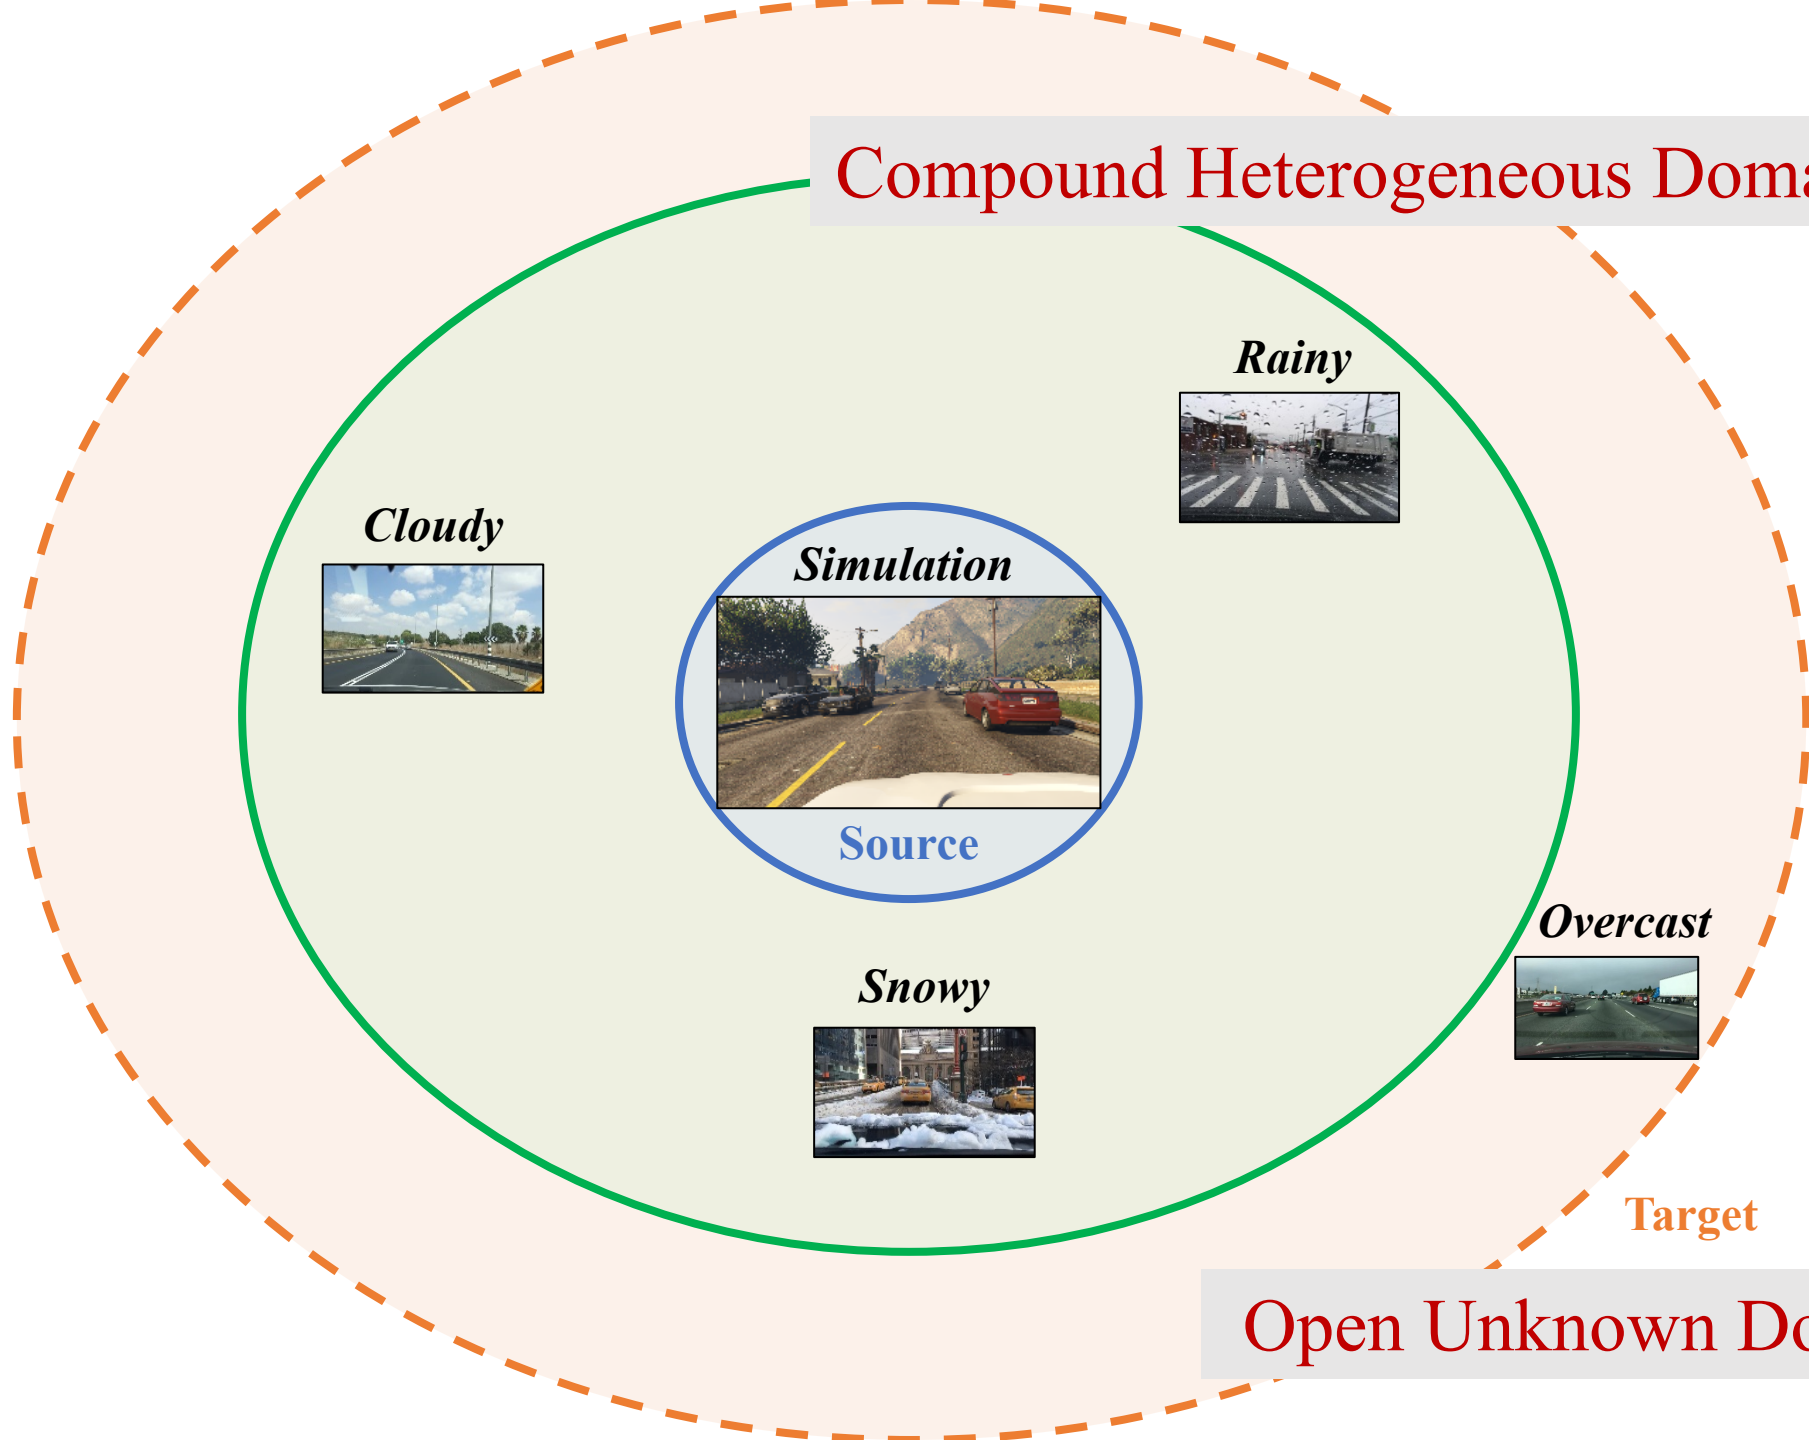 Compound Heterogeneous Doma
Rainy
Cloudy
Simulation
Source
Overcast
Snowy
Target
Open Unknown Do